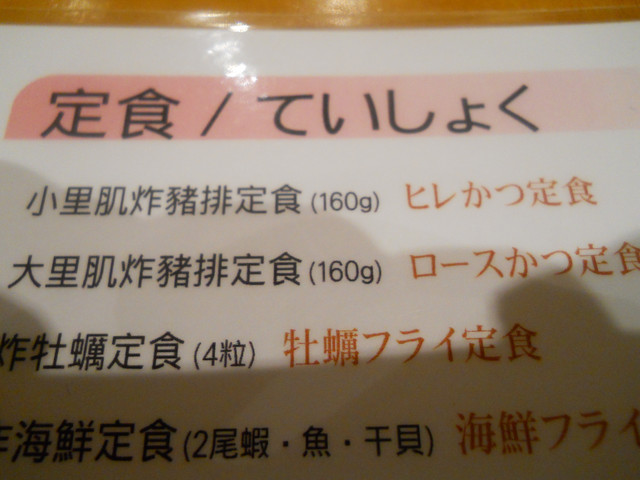 定食 / ていしょく
小里肌炸豬排定食(160g) ヒレかつ定食
大里肌炸豬排定食(160g) ロースかつ定食
炸牡蠣定食(4粒) 牡蠣フライ定食
炸海鮮定食(2尾蝦・魚・干貝) 海鮮フライ